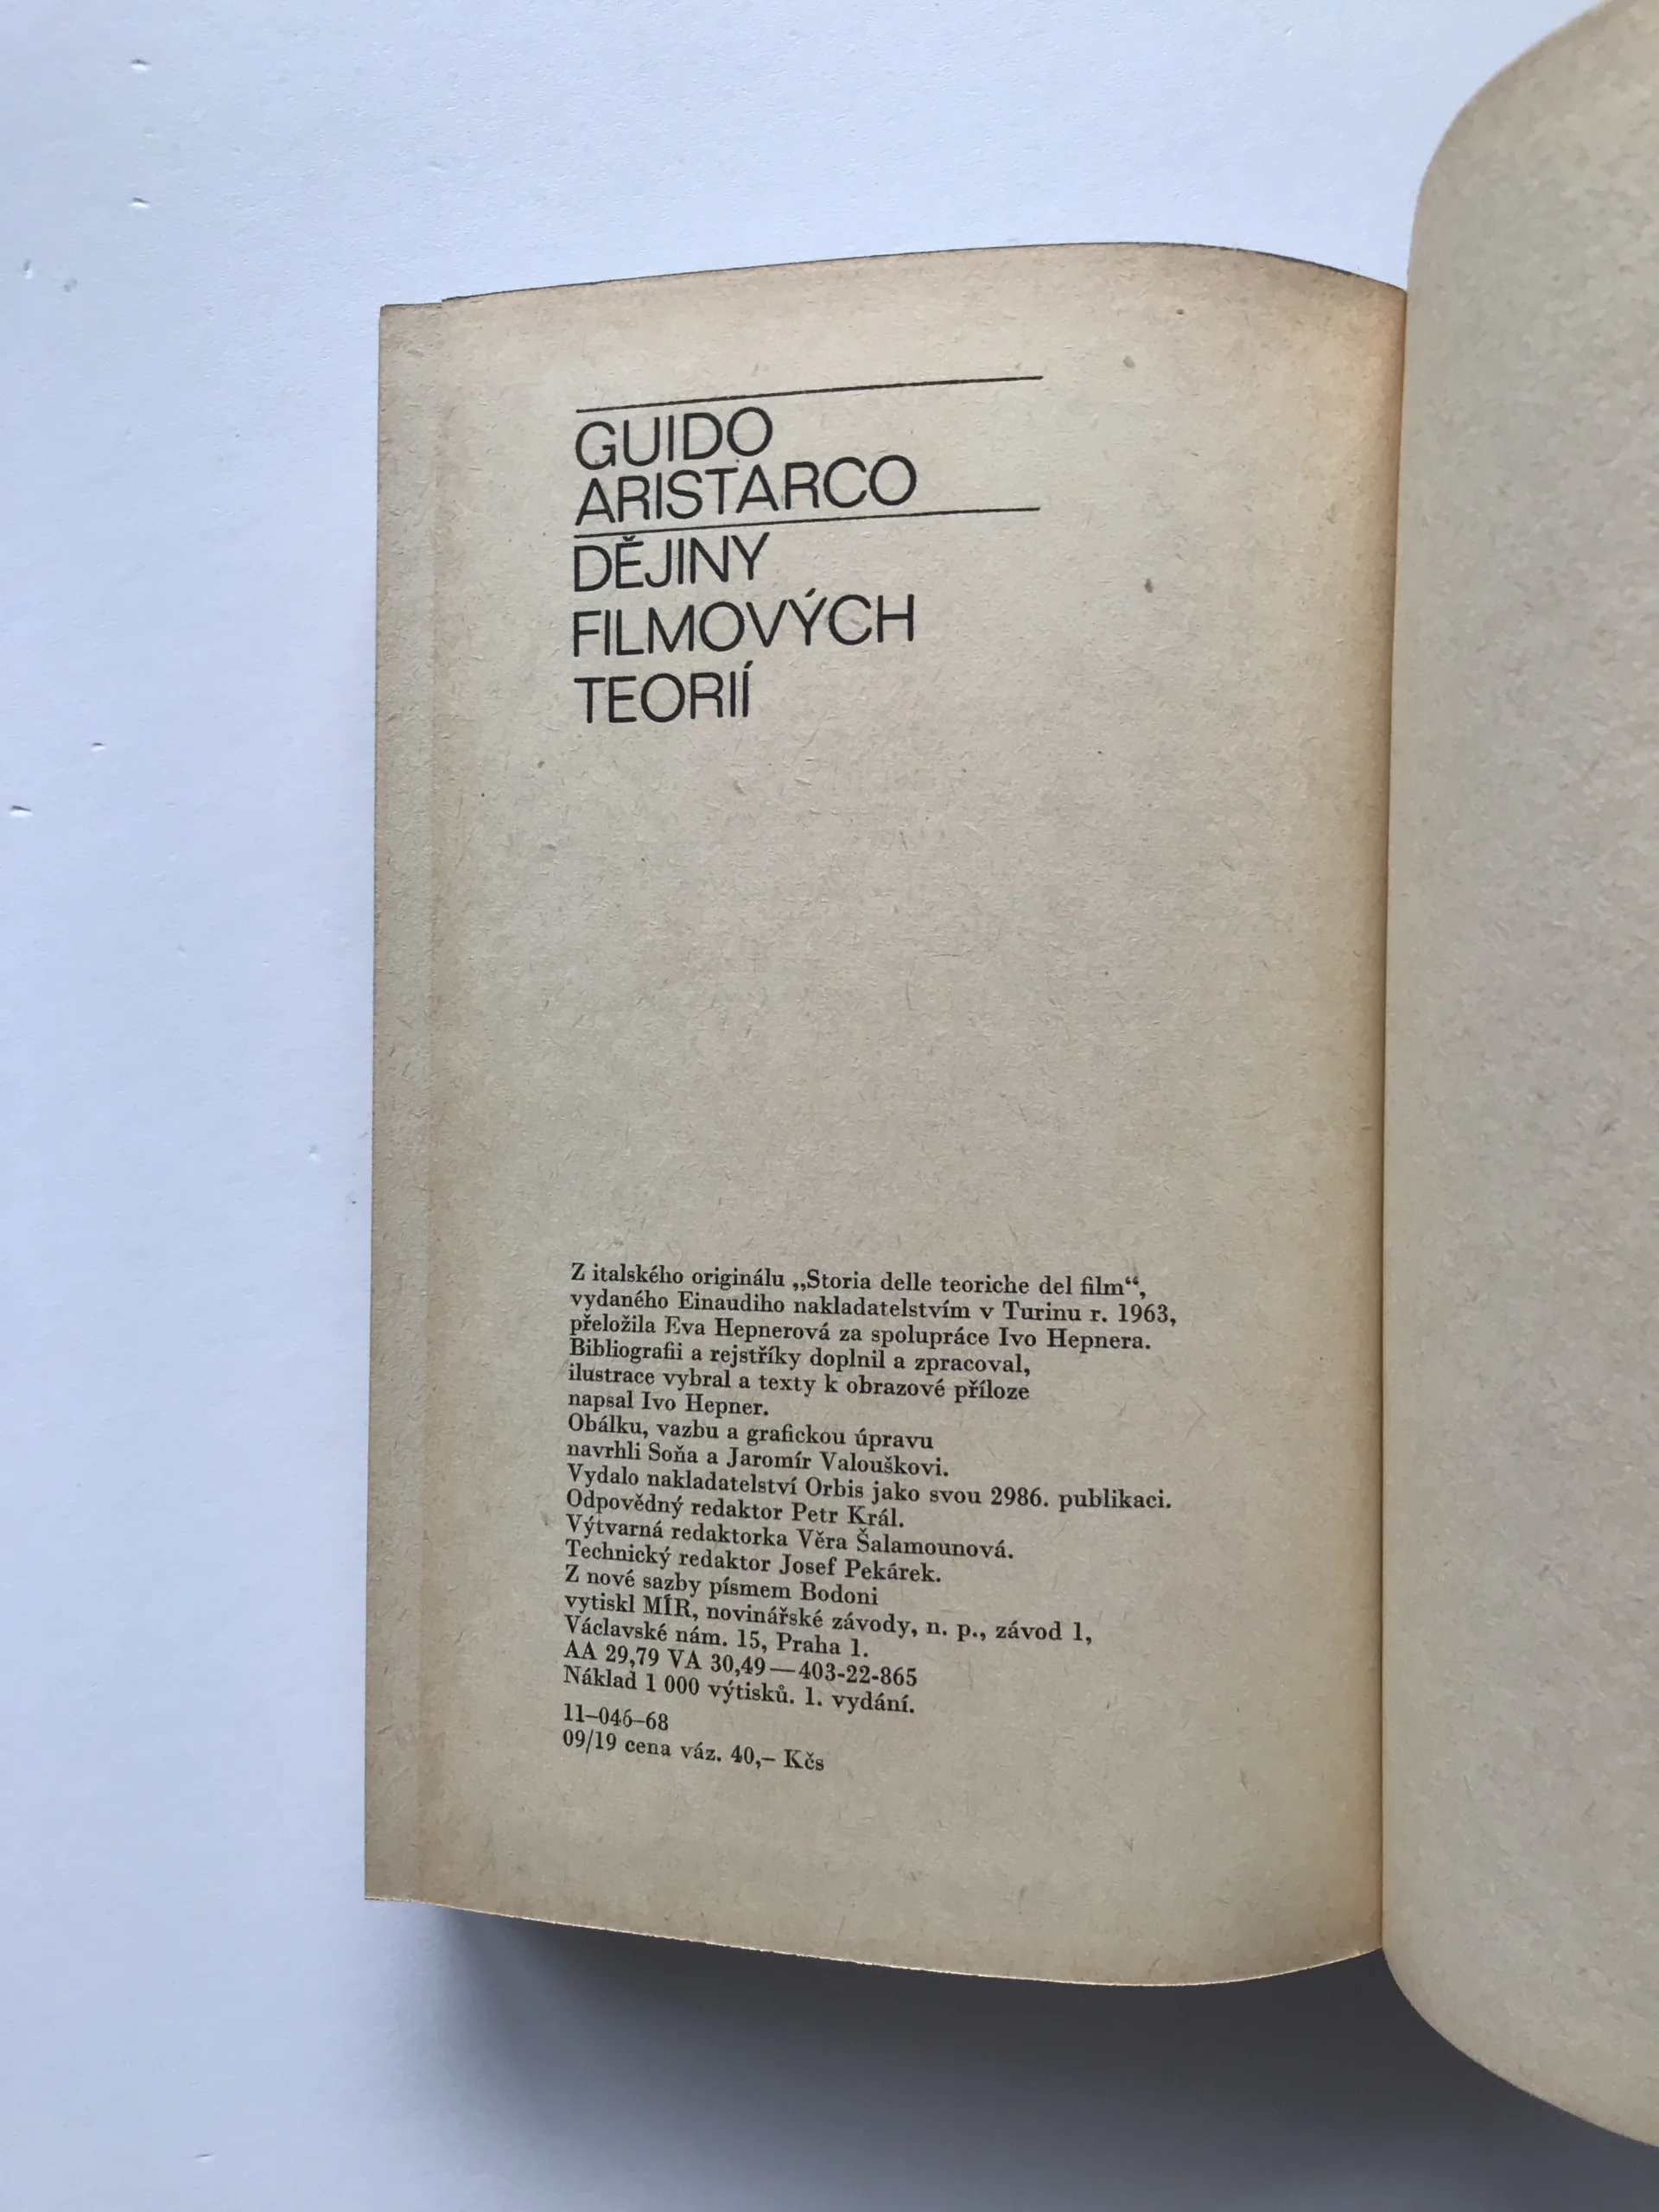 GUIDO
ARISTARCO
DĚJINY
FILMOVÝCH
TEORIÍ
Z italského originálu „Storia delle teoriche del film“,
vydaného Einaudiho nakladatelstvím v Turinu r. 1963,
přeložila Eva Hepnerová za spolupráce Ivo Hepnera.
Bibliografii a rejstříky doplnil a zpracoval,
ilustrace vybral a texty k obrazové příloze
napsal Ivo Hepner.
Obálku, vazbu a grafickou úpravu
navrhli Soňa a Jaromír Valouškovi.
Vydalo nakladatelství Orbis jako svou 2986. publikaci.
Odpovědný redaktor Petr Král.
Výtvarná redaktorka Věra Šalamounová.
Technický redaktor Josef Pekárek.
Z nové sazby písmem Bodoni
vytiskl MÍR, novinářské závody, n. p., závod 1,
Václavské nám. 15, Praha 1.
AA 29,79 VA 30,49—403-22-865
Náklad 1 000 výtisků. 1. vydání.
11–046–68
09/19 cena váz. 40,– Kčs